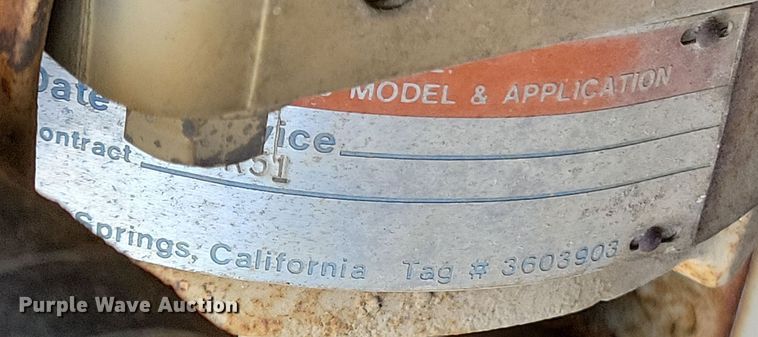 MODEL & APPLICATION
Date
vice
ontract R51
Springs, California Tag # 3603903
Purple Wave Auction